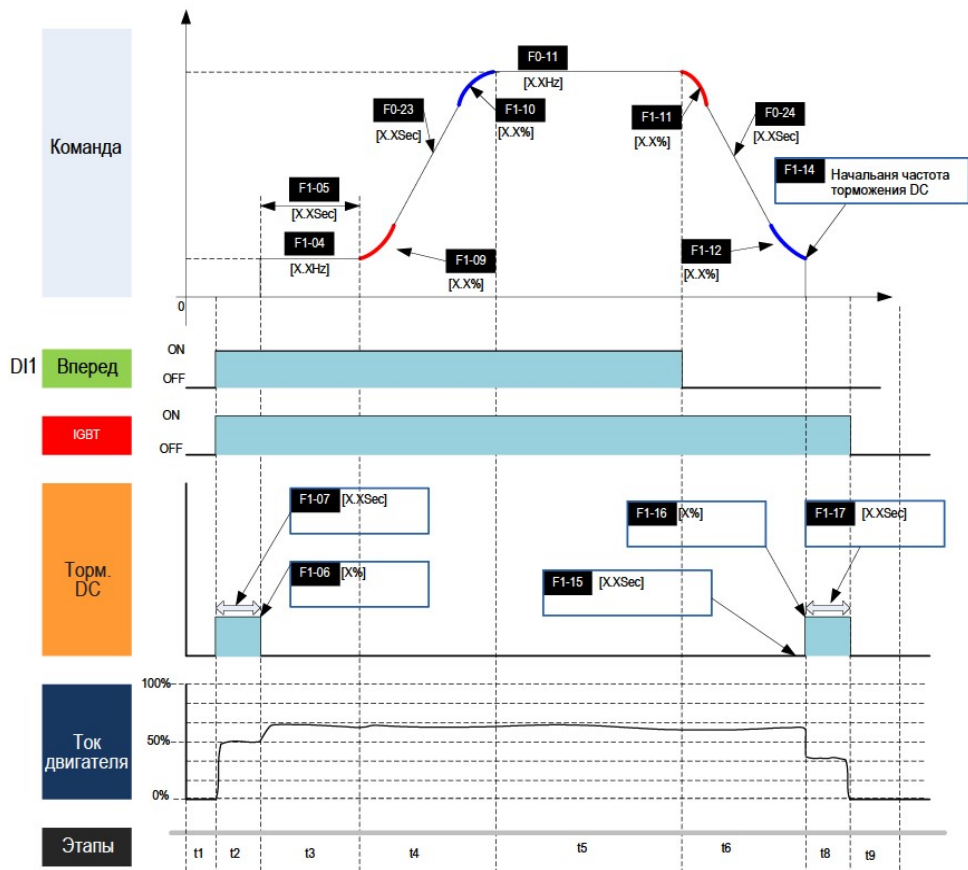 Команда
F0-11
[X.XHz]
F0-23
[X.XSec]
F1-10
[X.X%]
F1-11
[X.X%]
F0-24
[X.XSec]
F1-14 Начальаня частота
торможения DC
F1-05
[X.XSec]
F1-04
[X.XHz]
F1-09
[X.X%]
F1-12
[X.X%]
0
DI1 Вперед
ON
OFF
IGBT
ON
OFF
Торм.
DC
F1-07 [X.XSec]
F1-06 [X%]
F1-16 [X%]
F1-17 [X.XSec]
F1-15 [X.XSec]
Ток
двигателя
100%
50%
0%
Этапы
t1 t2 t3 t4 t5 t6 t8 t9